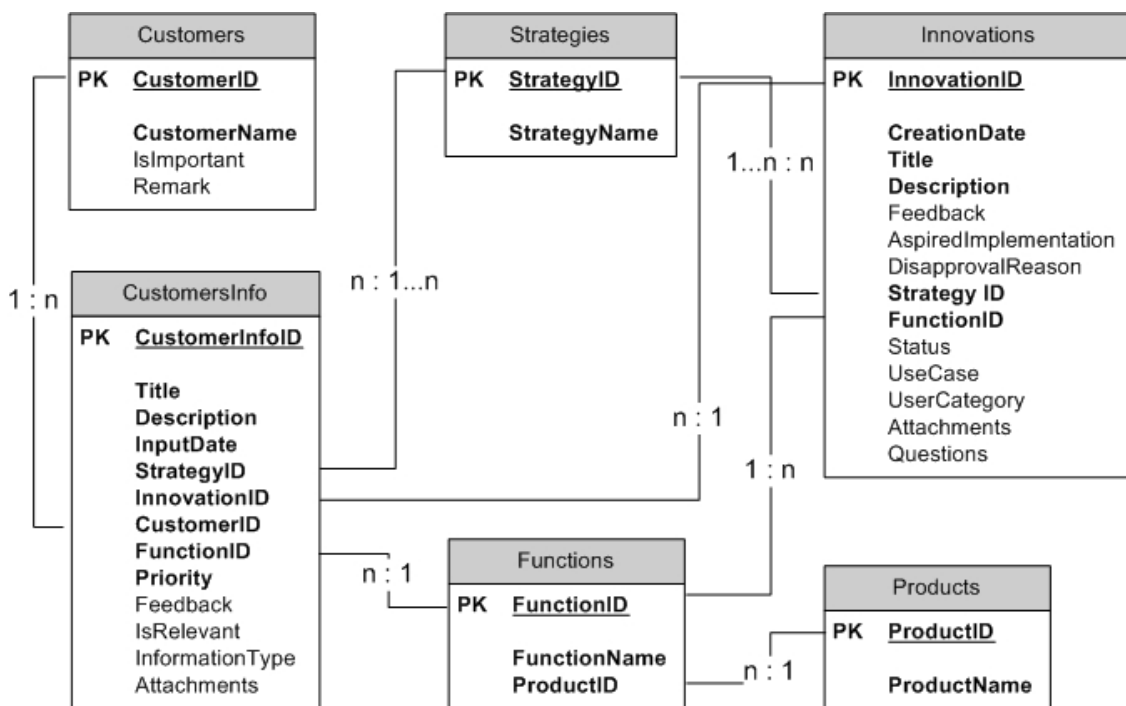 Customers
PK CustomerID
CustomerName
IsImportant
Remark
Strategies
PK StrategyID
StrategyName
Innovations
PK InnovationID
CreationDate
Title
Description
Feedback
AspiredImplementation
DisapprovalReason
Strategy ID
FunctionID
Status
UseCase
UserCategory
Attachments
Questions
1 : n
n : 1...n
1...n : n
n : 1
1 : n
CustomersInfo
PK CustomerInfoID
Title
Description
InputDate
StrategyID
InnovationID
CustomerID
FunctionID
Priority
Feedback
IsRelevant
InformationType
Attachments
n : 1
Functions
PK FunctionID
FunctionName
ProductID
n : 1
Products
PK ProductID
ProductName